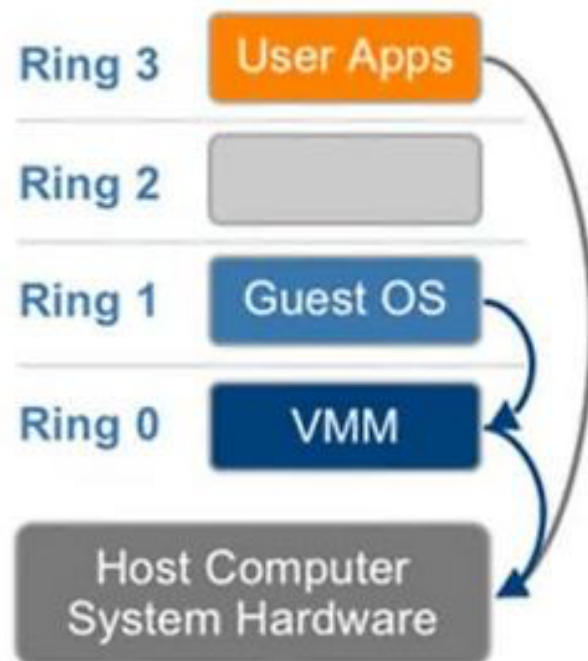 Ring 3
User Apps
Ring 2
Ring 1
Guest OS
Ring 0
VMM
Host Computer
System Hardware